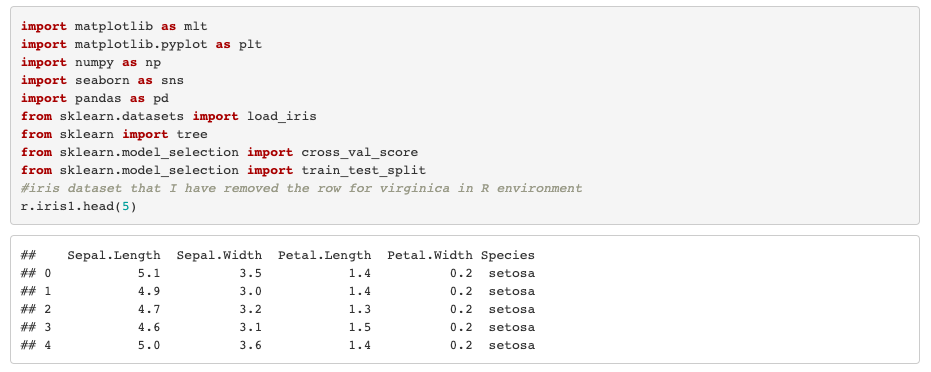 import matplotlib as mlt
import matplotlib.pyplot as plt
import numpy as np
import seaborn as sns
import pandas as pd
from sklearn.datasets import load_iris
from sklearn import tree
from sklearn.model_selection import cross_val_score
from sklearn.model_selection import train_test_split
#iris dataset that I have removed the row for virginica in R environment
r.iris1.head(5)
##    Sepal.Length  Sepal.Width  Petal.Length  Petal.Width Species
## 0           5.1          3.5           1.4          0.2  setosa
## 1           4.9          3.0           1.4          0.2  setosa
## 2           4.7          3.2           1.3          0.2  setosa
## 3           4.6          3.1           1.5          0.2  setosa
## 4           5.0          3.6           1.4          0.2  setosa